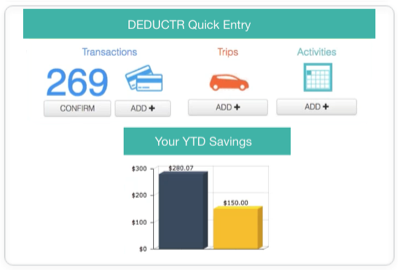 DEDUCTR Quick Entry
Transactions Trips Activities
269
CONFIRM ADD + ADD + ADD +
Your YTD Savings
$300
$280.07
$200
$150.00
$100
$0